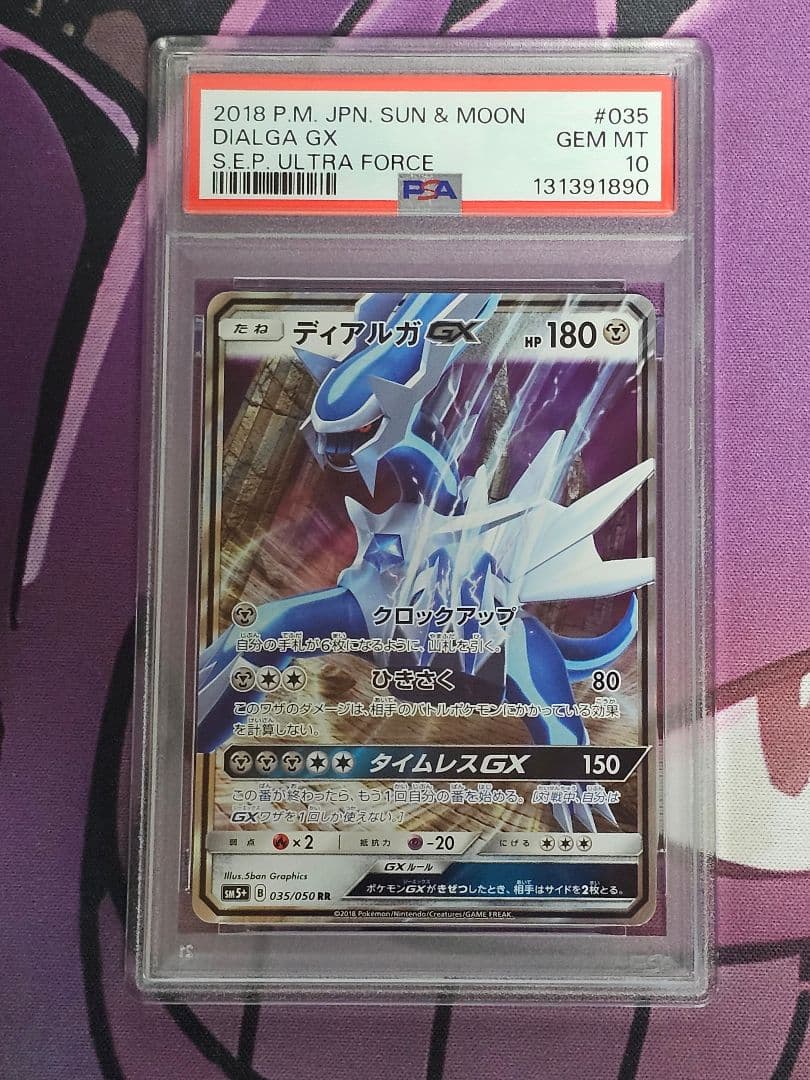 2018 P.M. JPN. SUN & MOON #035
DIALGA GX GEM MT
S.E.P. ULTRA FORCE 10
PSA 131391890
たね ディアルガGX HP 180
クロックアップ
自分の手札が6枚になるように、山札を引く。
ひきさく 80
このワザのダメージは、相手のバトルポケモンにかかっている効果
を計算しない。
タイムレスGX 150
この番が終わったら、もう1回自分の番を始める。[対戦中、自分は
GXワザを1回しか使えない。]
弱点 ×2 抵抗力 -20 にげる
GXルール
ポケモンGXがきぜつしたとき、相手はサイドを2枚とる。
Illus.5ban Graphics
SM5+ B 035/050 RR
©2018 Pokémon/Nintendo/Creatures/GAME FREAK.